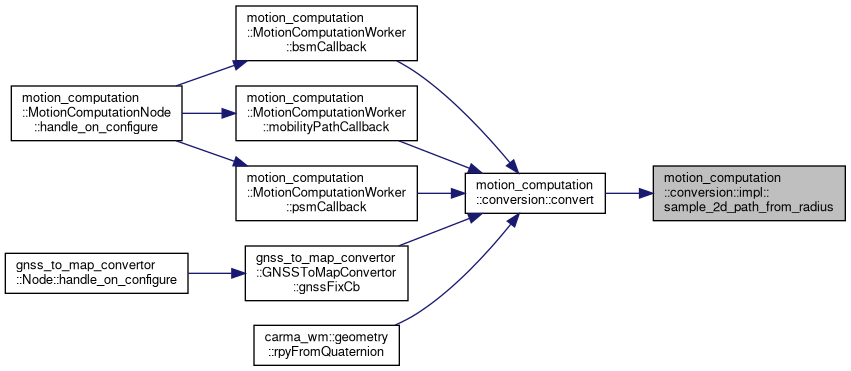 motion_computation
::MotionComputationWorker
::bsmCallback
motion_computation
::MotionComputationNode
::handle_on_configure
motion_computation
::MotionComputationWorker
::mobilityPathCallback
motion_computation
::MotionComputationWorker
::psmCallback
motion_computation
::conversion::convert
motion_computation
::conversion::impl::
sample_2d_path_from_radius
gnss_to_map_convertor
::Node::handle_on_configure
gnss_to_map_convertor
::GNSSToMapConvertor
::gnssFixCb
carma_wm::geometry
::rpyFromQuaternion